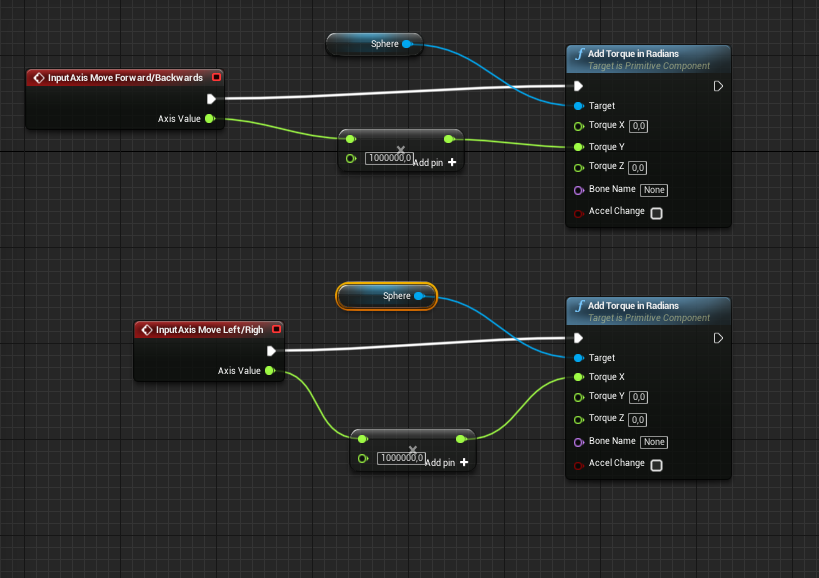 Sphere
Add Torque in Radians
Target is Primitive Component
InputAxis Move Forward/Backwards
Axis Value
Target
Torque X 0,0
Torque Y
Torque Z 0,0
Bone Name None
Accel Change
1000000,0 Add pin
Sphere
Add Torque in Radians
Target is Primitive Component
InputAxis Move Left/Righ
Axis Value
Target
Torque X
Torque Y 0,0
Torque Z 0,0
Bone Name None
Accel Change
1000000,0 Add pin